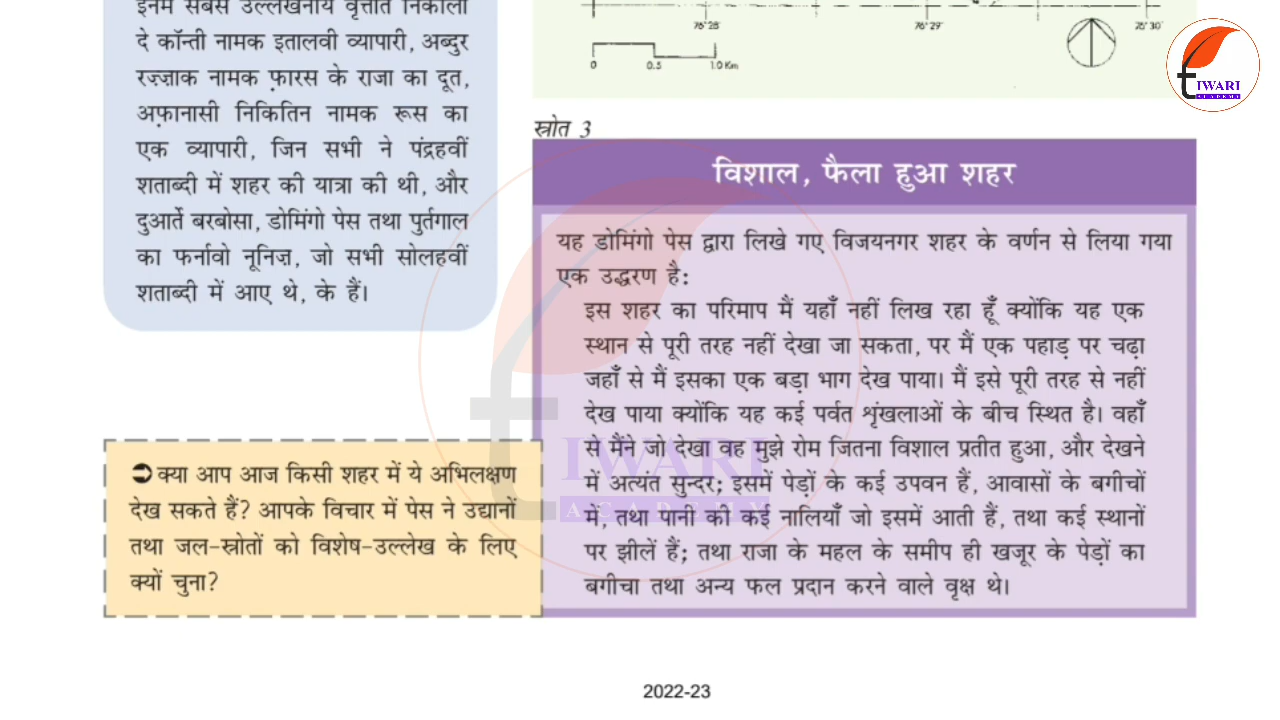 इनमें सबसे उल्लेखनीय वृत्तांत निकोलो
दे कॉन्ती नामक इतालवी व्यापारी, अब्दुर
रज़्ज़ाक नामक फ़ारस के राजा का दूत,
अफ़ानासी निकितिन नामक रूस का
एक व्यापारी, जिन सभी ने पंद्रहवीं
शताब्दी में शहर की यात्रा की थी, और
दुआर्ते बरबोसा, डोमिंगो पेस तथा पुर्तगाल
का फर्नावो नूनिज़, जो सभी सोलहवीं
शताब्दी में आए थे, के हैं।
➲ क्या आप आज किसी शहर में ये अभिलक्षण
देख सकते हैं? आपके विचार में पेस ने उद्यानों
तथा जल-स्रोतों को विशेष-उल्लेख के लिए
क्यों चुना?
76°28' 76°29' 76°30'
0 0.5 1.0 Km
स्रोत 3
विशाल, फैला हुआ शहर
यह डोमिंगो पेस द्वारा लिखे गए विजयनगर शहर के वर्णन से लिया गया
एक उद्धरण है:
इस शहर का परिमाप मैं यहाँ नहीं लिख रहा हूँ क्योंकि यह एक
स्थान से पूरी तरह नहीं देखा जा सकता, पर मैं एक पहाड़ पर चढ़ा
जहाँ से मैं इसका एक बड़ा भाग देख पाया। मैं इसे पूरी तरह से नहीं
देख पाया क्योंकि यह कई पर्वत शृंखलाओं के बीच स्थित है। वहाँ
से मैंने जो देखा वह मुझे रोम जितना विशाल प्रतीत हुआ, और देखने
में अत्यंत सुन्दर; इसमें पेड़ों के कई उपवन हैं, आवासों के बगीचों
में, तथा पानी की कई नालियाँ जो इसमें आती हैं, तथा कई स्थानों
पर झीलें हैं; तथा राजा के महल के समीप ही खजूर के पेड़ों का
बगीचा तथा अन्य फल प्रदान करने वाले वृक्ष थे।
TIWARI
ACADEMY
TIWARI
ACADEMY
2022-23